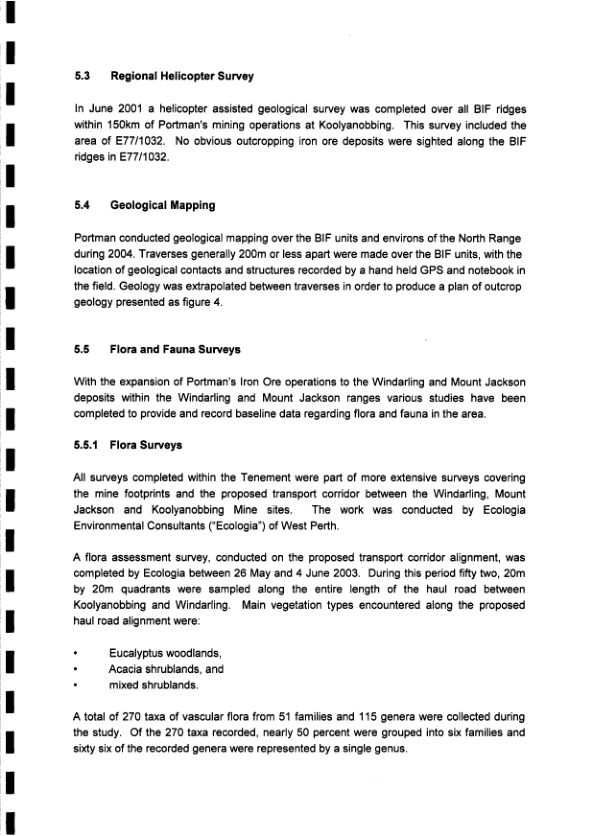 5.3 Regional Helicopter Survey
In June 2001 a helicopter assisted geological survey was completed over all BIF ridges
within 150km of Portman's mining operations at Koolyanobbing. This survey included the
area of E77/1032. No obvious outcropping iron ore deposits were sighted along the BIF
ridges in E77/1032.
5.4 Geological Mapping
Portman conducted geological mapping over the BIF units and environs of the North Range
during 2004. Traverses generally 200m or less apart were made over the BIF units, with the
location of geological contacts and structures recorded by a hand held GPS and notebook in
the field. Geology was extrapolated between traverses in order to produce a plan of outcrop
geology presented as figure 4.
5.5 Flora and Fauna Surveys
With the expansion of Portman's Iron Ore operations to the Windarling and Mount Jackson
deposits within the Windarling and Mount Jackson ranges various studies have been
completed to provide and record baseline data regarding flora and fauna in the area.
5.5.1 Flora Surveys
All surveys completed within the Tenement were part of more extensive surveys covering
the mine footprints and the proposed transport corridor between the Windarling, Mount
Jackson and Koolyanobbing Mine sites. The work was conducted by Ecologia
Environmental Consultants ("Ecologia") of West Perth.
A flora assessment survey, conducted on the proposed transport corridor alignment, was
completed by Ecologia between 26 May and 4 June 2003. During this period fifty two, 20m
by 20m quadrants were sampled along the entire length of the haul road between
Koolyanobbing and Windarling. Main vegetation types encountered along the proposed
haul road alignment were:
• Eucalyptus woodlands,
• Acacia shrublands, and
• mixed shrublands.
A total of 270 taxa of vascular flora from 51 families and 115 genera were collected during
the study. Of the 270 taxa recorded, nearly 50 percent were grouped into six families and
sixty six of the recorded genera were represented by a single genus.